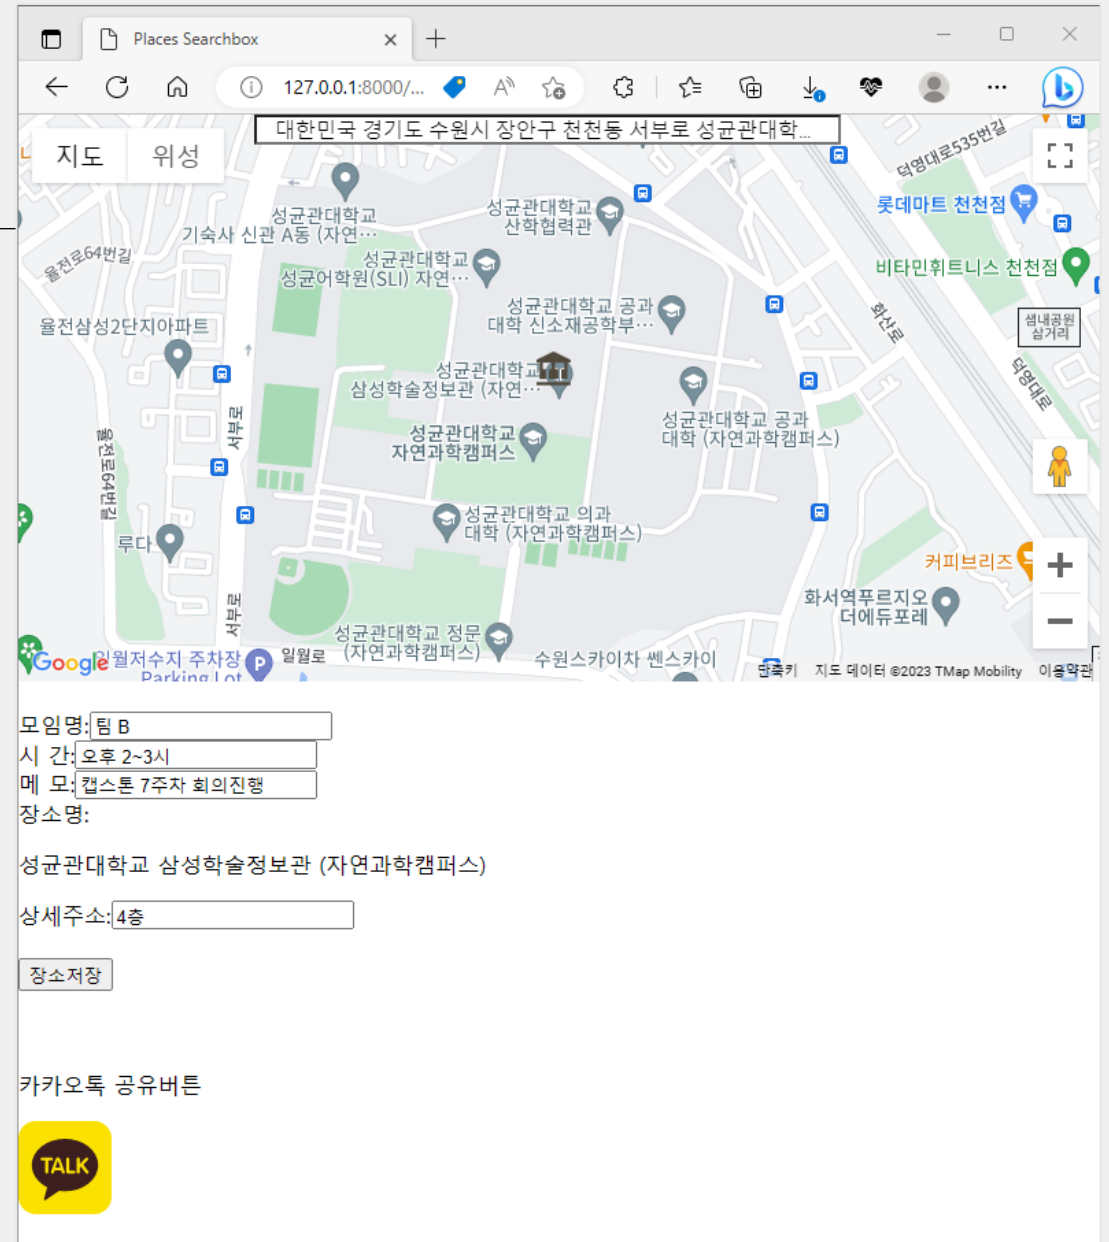 Places Searchbox
127.0.0.1:8000/...
대한민국 경기도 수원시 장안구 천천동 서부로 성균관대학...
지도 위성
덕영대로535번길
롯데마트 천천점
성균관대학교
기숙사 신관 A동 (자연…
성균관대학교
산학협력관
율전로64번길
성균관대학교
성균어학원(SLI) 자연…
비타민휘트니스 천천점
성균관대학교 공과
대학 신소재공학부…
화산로
샘내공원
삼거리
율전삼성2단지아파트
덕영대로
성균관대학교
삼성학술정보관 (자연…
서부로
성균관대학교 공과
대학 (자연과학캠퍼스)
성균관대학교
자연과학캠퍼스
율전로64번길
성균관대학교 의과
대학 (자연과학캠퍼스)
루다
커피브리즈
화서역푸르지오
더에듀포레
서부로
성균관대학교 정문
(자연과학캠퍼스)
Google
일월저수지 주차장
Parking Lot
P
일월로
수원스카이차 쎈스카이
단축키 지도 데이터 ©2023 TMap Mobility 이용약관
모임명: 팀 B
시 간: 오후 2~3시
메 모: 캡스톤 7주차 회의진행
장소명:
성균관대학교 삼성학술정보관 (자연과학캠퍼스)
상세주소: 4층
장소저장
카카오톡 공유버튼
TALK